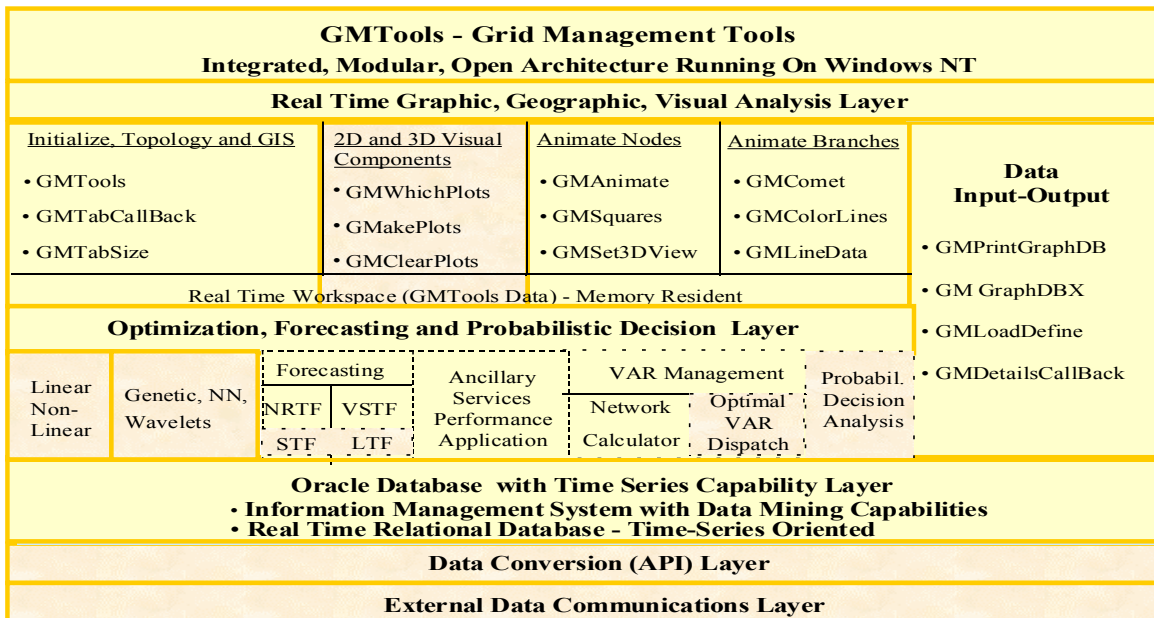 GMTools - Grid Management Tools
Integrated, Modular, Open Architecture Running On Windows NT
Real Time Graphic, Geographic, Visual Analysis Layer
Initialize, Topology and GIS
• GMTools
• GMTabCallBack
• GMTabSize
2D and 3D Visual
Components
• GMWhichPlots
• GMakePlots
• GMClearPlots
Animate Nodes
• GMAnimate
• GMSquares
• GMSet3DView
Animate Branches
• GMComet
• GMColorLines
• GMLineData
Data
Input-Output
• GMPrintGraphDB
• GM GraphDBX
• GMLoadDefine
• GMDetailsCallBack
Real Time Workspace (GMTools Data) - Memory Resident
Optimization, Forecasting and Probabilistic Decision Layer
Linear
Non-
Linear
Genetic, NN,
Wavelets
Forecasting
NRTF
VSTF
STF
LTF
Ancillary
Services
Performance
Application
VAR Management
Network
Calculator
Optimal
VAR
Dispatch
Probabil.
Decision
Analysis
Oracle Database with Time Series Capability Layer
• Information Management System with Data Mining Capabilities
• Real Time Relational Database - Time-Series Oriented
Data Conversion (API) Layer
External Data Communications Layer